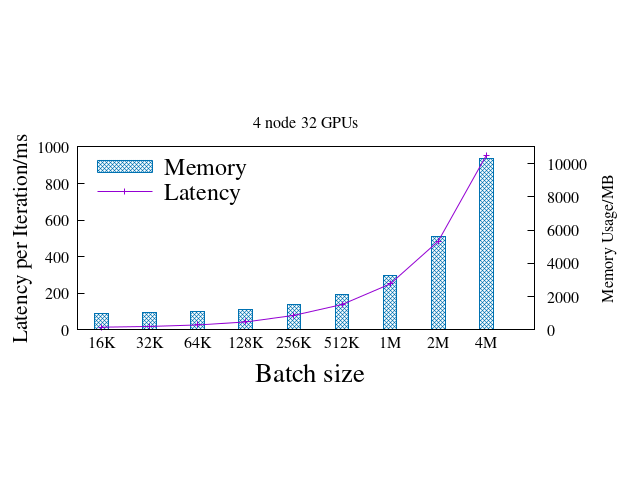 4 node 32 GPUs
Latency per Iteration/ms
1000
800
600
400
200
0
Memory
Latency
10000
8000
6000
4000
2000
0
Memory Usage/MB
16K 32K 64K 128K 256K 512K 1M 2M 4M
Batch size